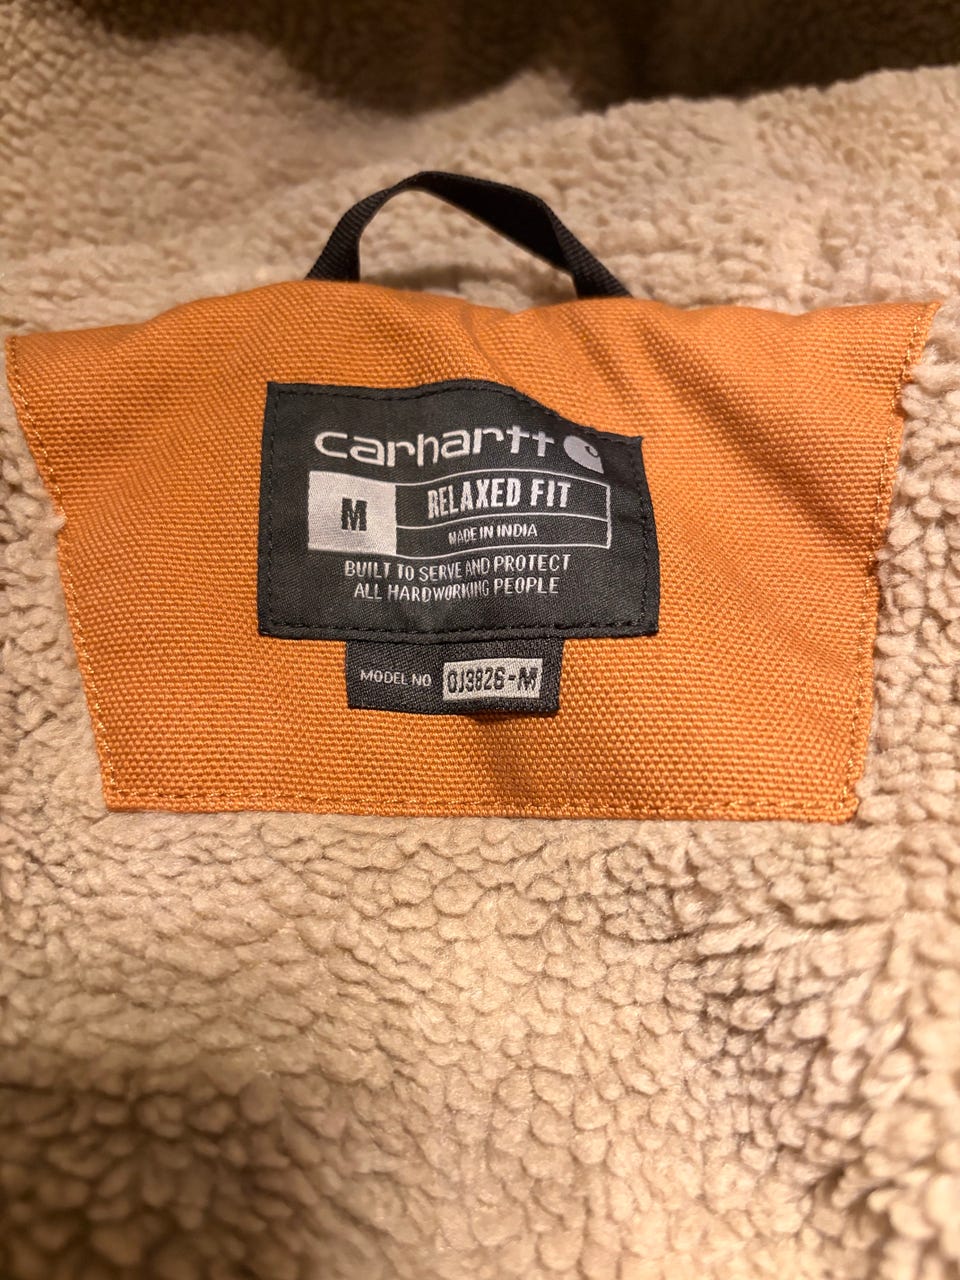 carhartt
M
RELAXED FIT
MADE IN INDIA
BUILT TO SERVE AND PROTECT
ALL HARDWORKING PEOPLE
MODEL NO OJ3826-M